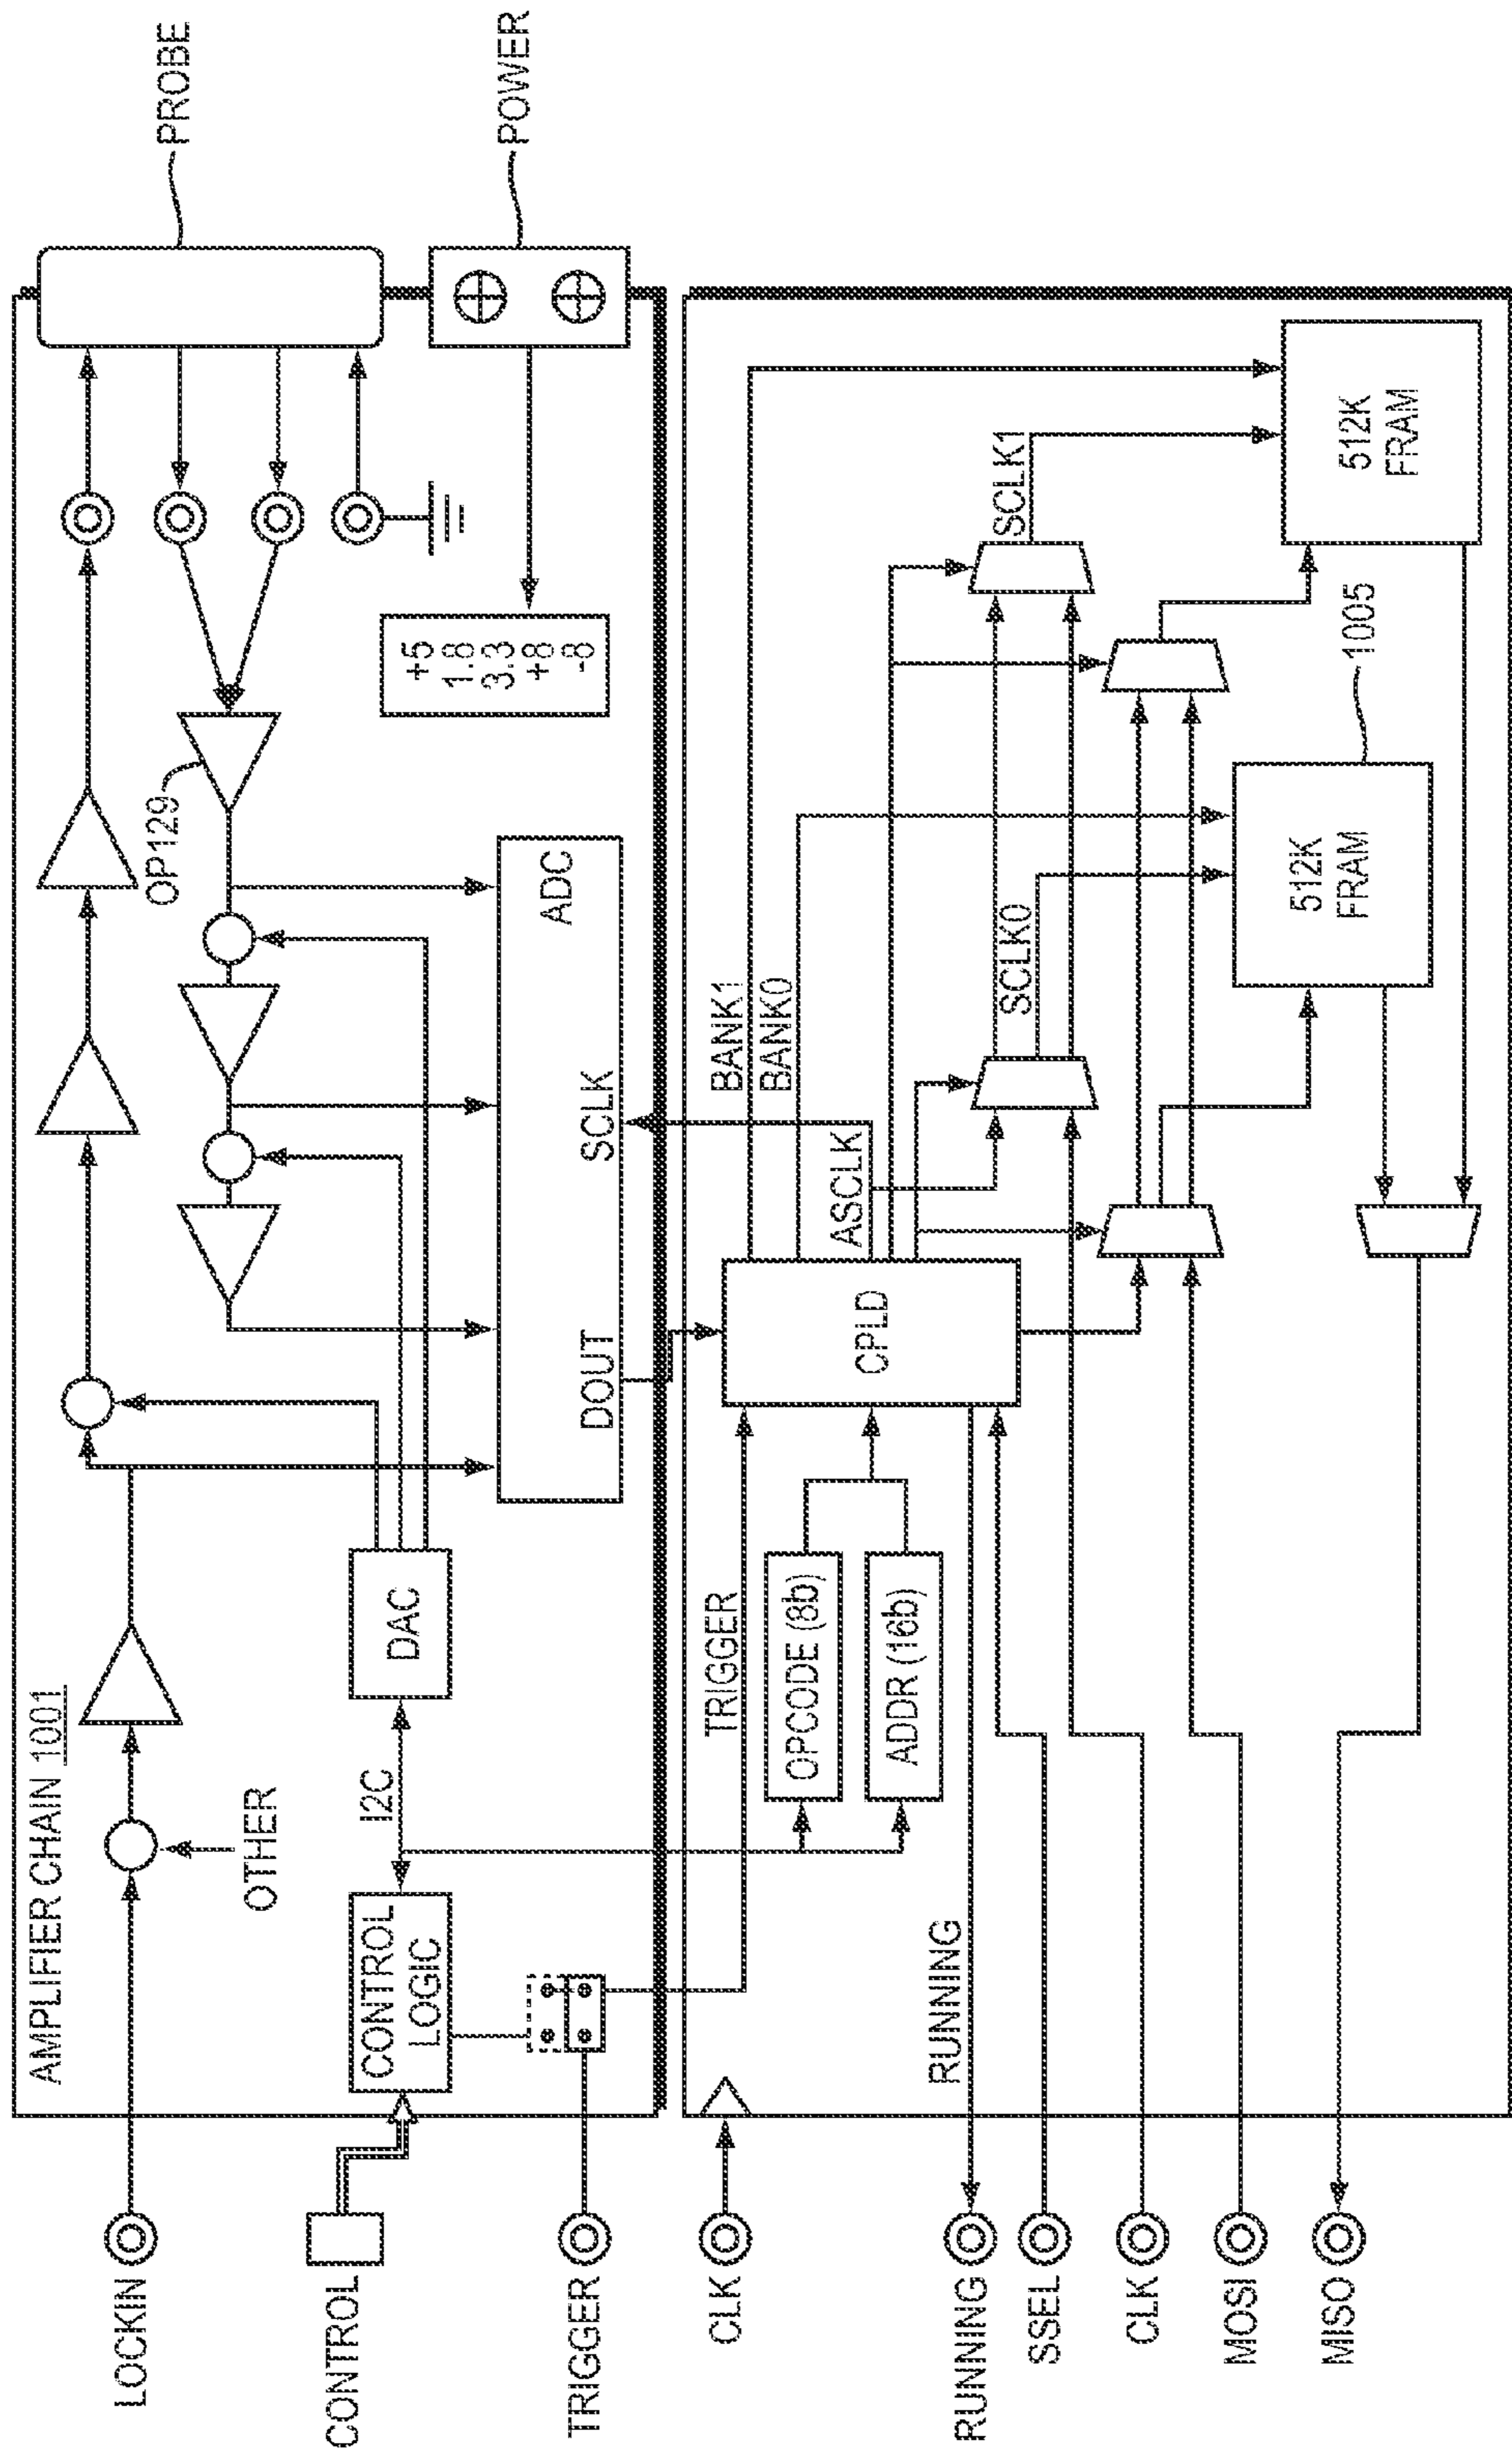 AMPLIFIER CHAIN 1001
LOCKIN
OTHER
OP129
PROBE
CONTROL
CONTROL
LOGIC
I2C
DAC
ADC
DOUT
SCLK
+5
1.8
3.3
+8
-8
POWER
TRIGGER
CLK
TRIGGER
OPCODE (8b)
ADDR (16b)
CPLD
BANK1
BANK0
ASCLK
SCLK0
SCLK1
512K
FRAM
512K
FRAM
1005
RUNNING
RUNNING
SSEL
CLK
MOSI
MISO